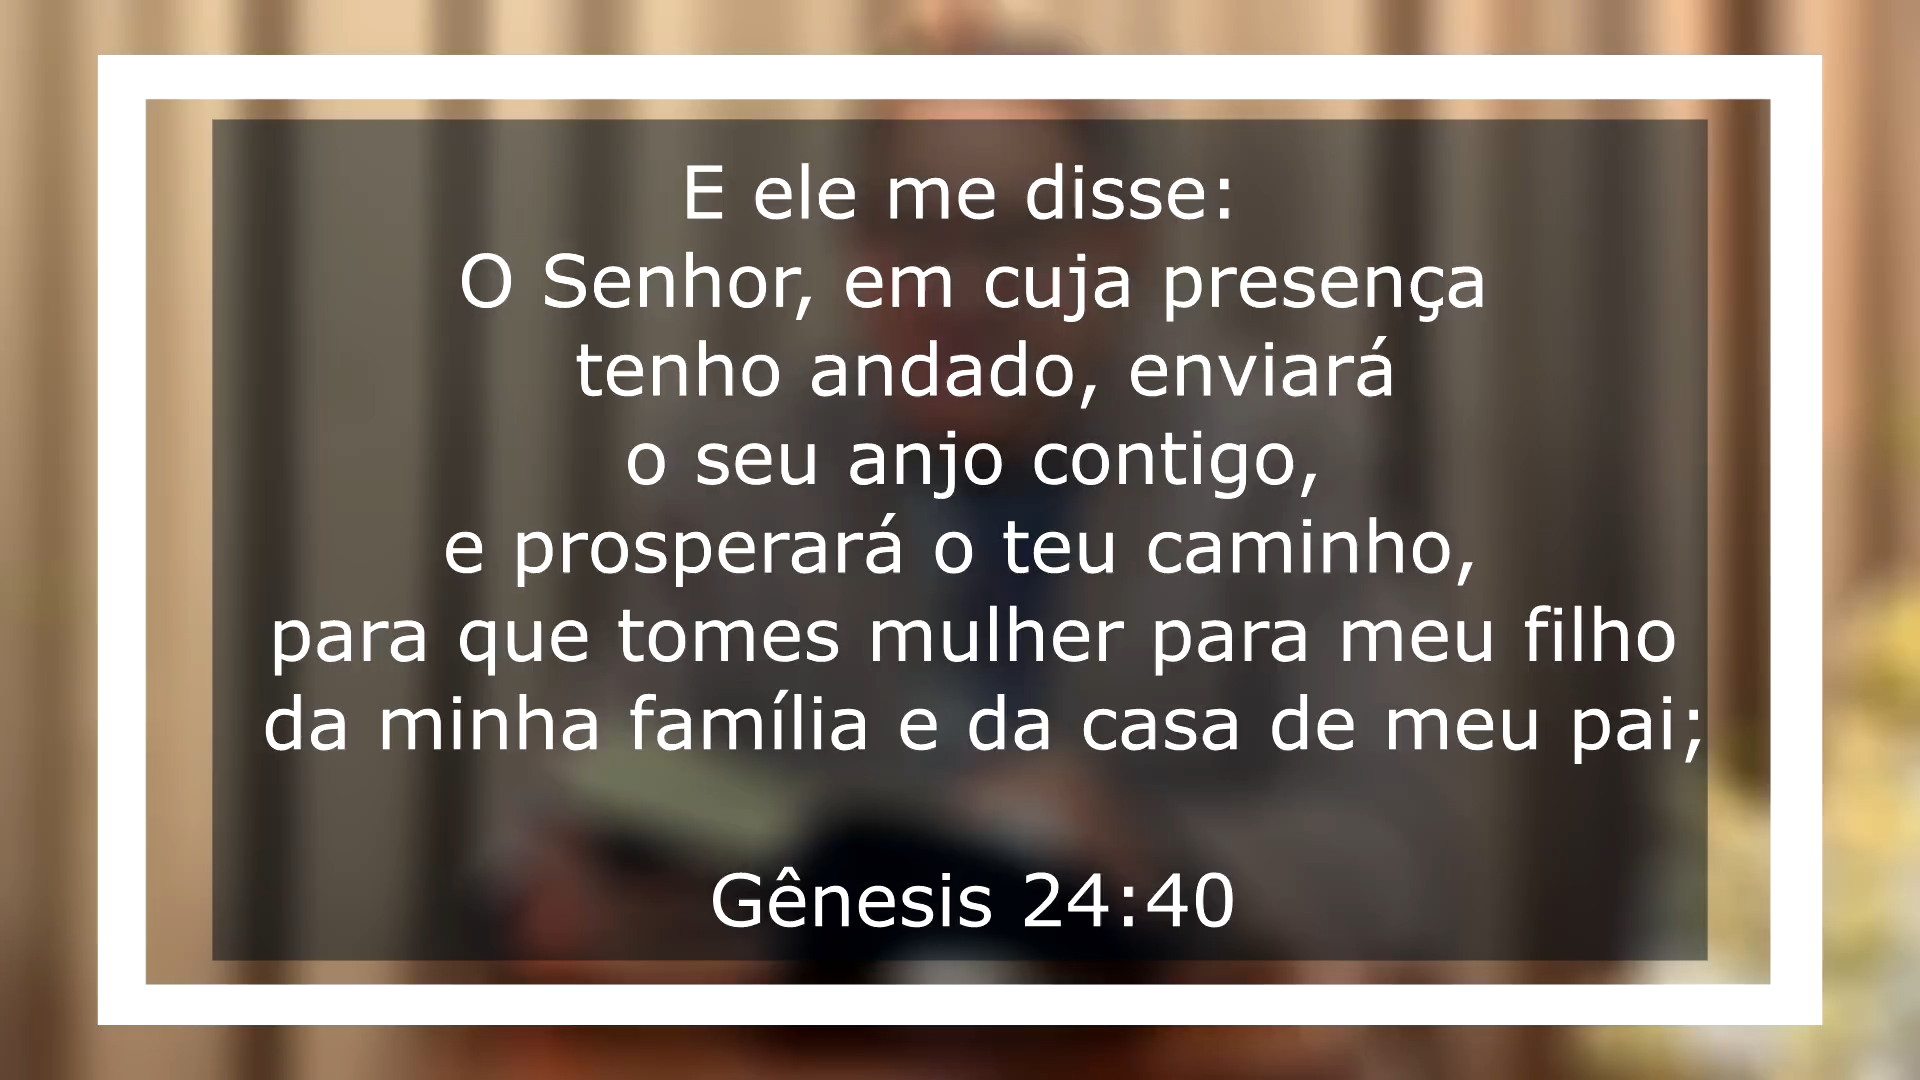 E ele me disse:
O Senhor, em cuja presença
tenho andado, enviará
o seu anjo contigo,
e prosperará o teu caminho,
para que tomes mulher para meu filho
da minha família e da casa de meu pai;
Gênesis 24:40